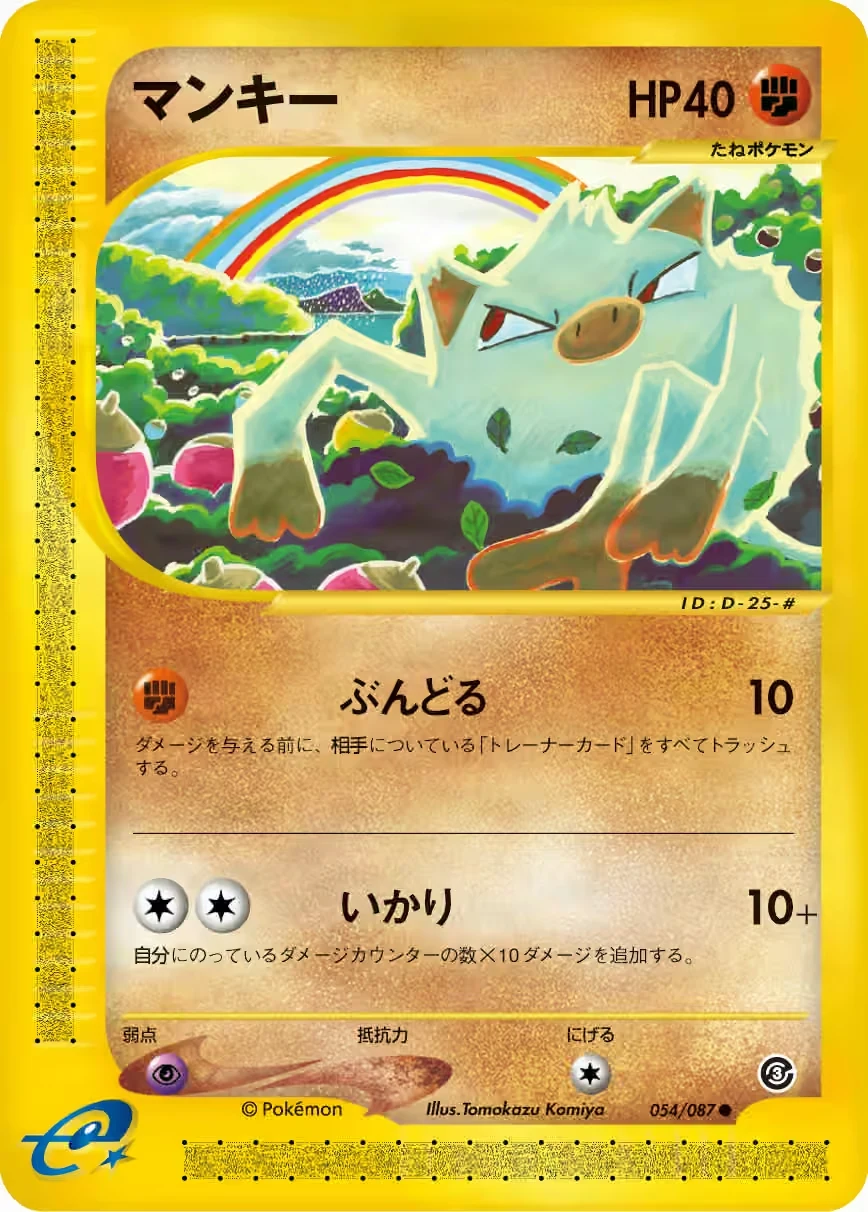 マンキー
HP40
たねポケモン
ID:D-25-#
ぶんどる 10
ダメージを与える前に、相手についている「トレーナーカード」をすべてトラッシュ
する。
いかり 10+
自分にのっているダメージカウンターの数×10ダメージを追加する。
弱点 抵抗力 にげる
3
© Pokémon Illus.Tomokazu Komiya 054/087●
e